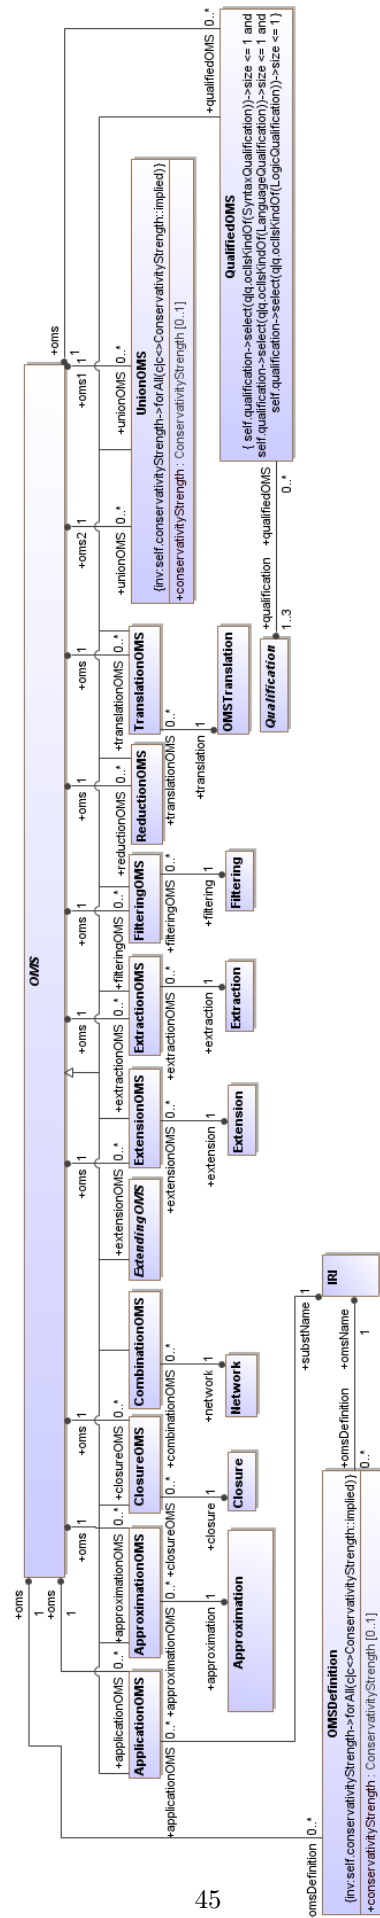 OMS
+oms
1
+oms
1
+oms
1
+qualifiedOMS 0..*
+applicationOMS 0..*
ApplicationOMS
+applicationOMS 0..*
+substName 1
+oms 1
+approximationOMS 0..*
ApproximationOMS
+approximationOMS 0..*
+approximation 1
Approximation
+oms 1
+closureOMS 0..*
ClosureOMS
+closureOMS 0..*
+closure 1
Closure
CombinationOMS
+combinationOMS 0..*
+network 1
Network
ExtendingOMS
+oms 1
+extensionOMS 0..*
ExtensionOMS
+extensionOMS 0..*
+extension 1
Extension
+oms 1
+extractionOMS 0..*
ExtractionOMS
+extractionOMS 0..*
+extraction 1
Extraction
+oms 1
+filteringOMS 0..*
FilteringOMS
+filteringOMS 0..*
+filtering 1
Filtering
+oms 1
+reductionOMS 0..*
ReductionOMS
+oms 1
+translationOMS 0..*
TranslationOMS
+translationOMS 0..*
+translation 1
OMSTranslation
+oms2 1
+unionOMS 0..*
+oms1 1
+unionOMS 0..*
UnionOMS
{inv:self.conservativityStrength->forAll(c|c<>ConservativityStrength::implied)}
+conservativityStrength : ConservativityStrength [0..1]
QualifiedOMS
{ self.qualification->select(q|q.oclIsKindOf(SyntaxQualification))->size <= 1 and
self.qualification->select(q|q.oclIsKindOf(LanguageQualification))->size <= 1 and
self.qualification->select(q|q.oclIsKindOf(LogicQualification))->size <= 1}
+qualification
1..3
+qualifiedOMS
0..*
Qualification
omsDefinition 0..*
OMSDefinition
{inv:self.conservativityStrength->forAll(c|c<>ConservativityStrength::implied)}
+conservativityStrength : ConservativityStrength [0..1]
+omsDefinition
0..*
+omsName
1
IRI
45